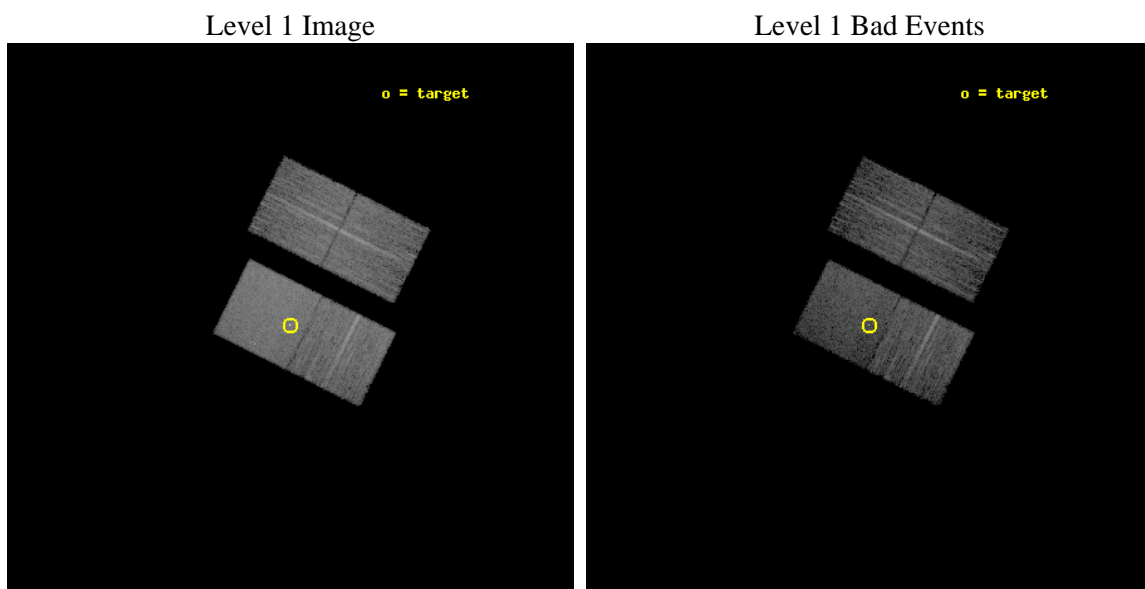 Level 1 Image
Level 1 Bad Events
o = target
o = target